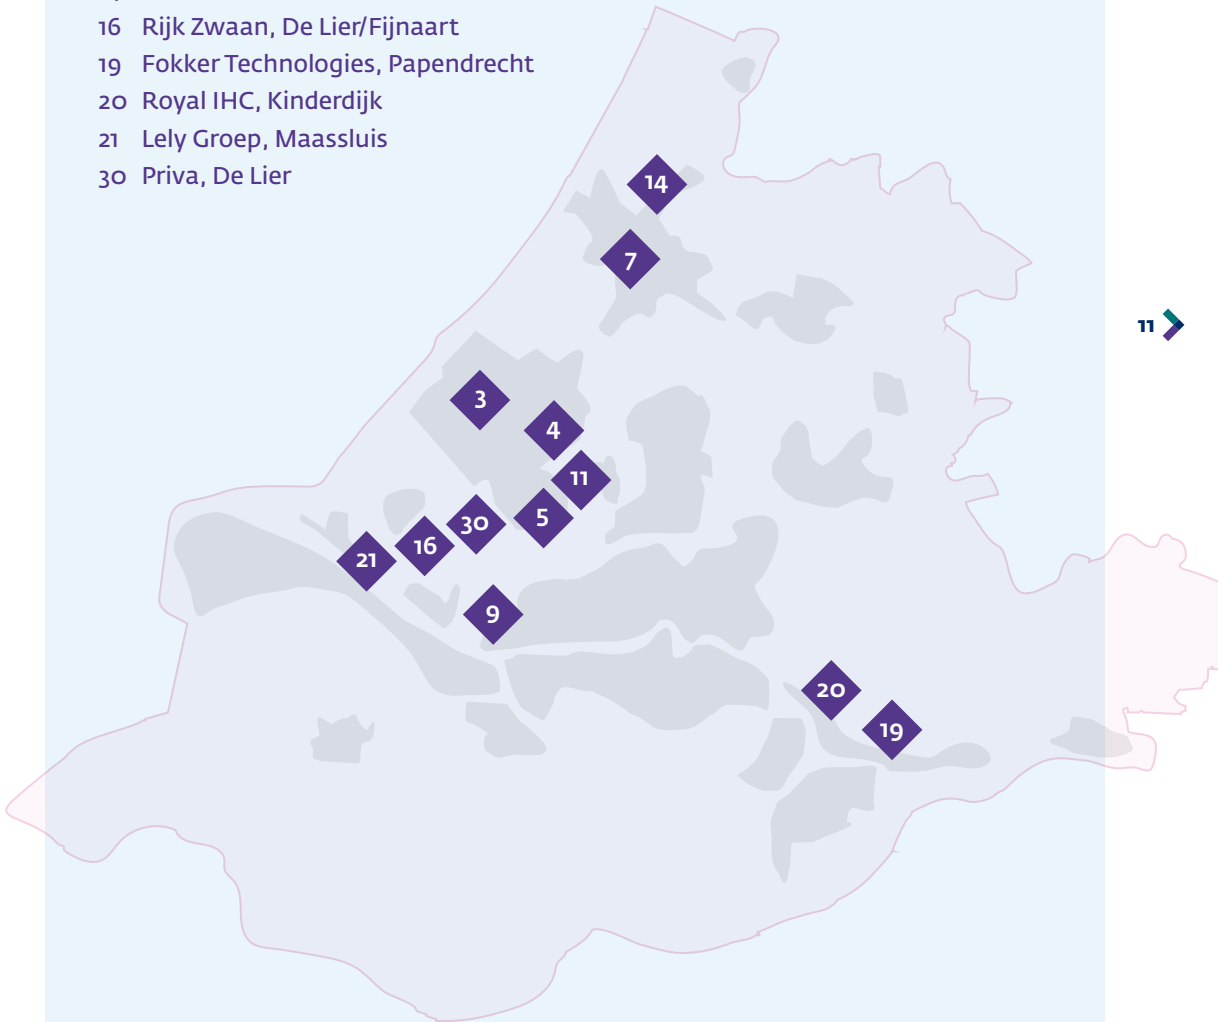 16 Rijk Zwaan, De Lier/Fijnaart
19 Fokker Technologies, Papendrecht
20 Royal IHC, Kinderdijk
21 Lely Groep, Maassluis
30 Priva, De Lier
14
7
11
3
4
11
30
5
16
21
9
20
19